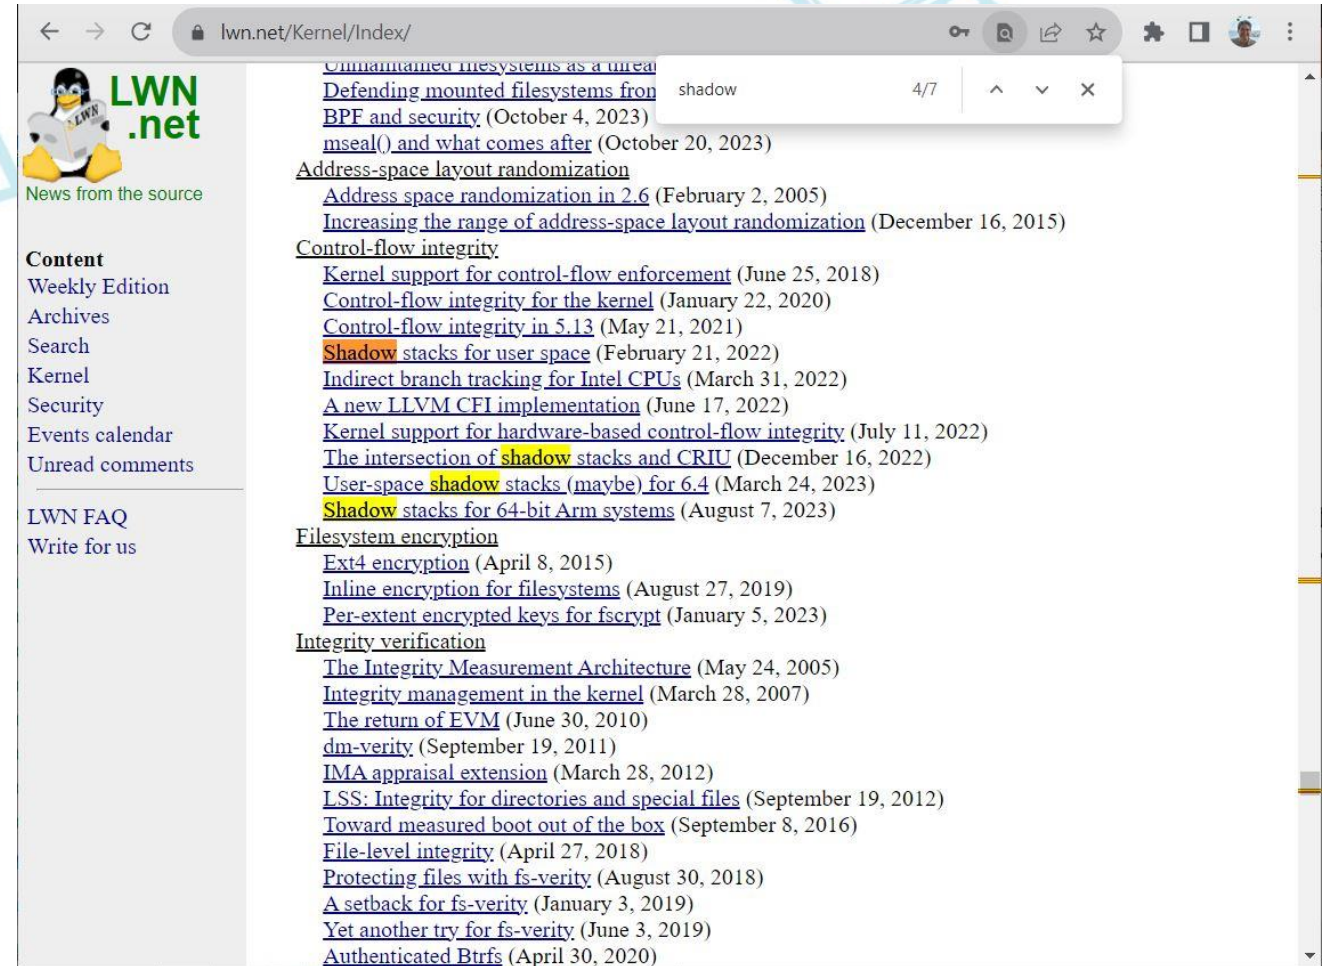 lwn.net/Kernel/Index/
shadow 4/7
LWN
.net
LWN
News from the source
Content
Weekly Edition
Archives
Search
Kernel
Security
Events calendar
Unread comments
LWN FAQ
Write for us
Unmaintained filesystems as a threat
Defending mounted filesystems from
BPF and security (October 4, 2023)
mseal() and what comes after (October 20, 2023)
Address-space layout randomization
Address space randomization in 2.6 (February 2, 2005)
Increasing the range of address-space layout randomization (December 16, 2015)
Control-flow integrity
Kernel support for control-flow enforcement (June 25, 2018)
Control-flow integrity for the kernel (January 22, 2020)
Control-flow integrity in 5.13 (May 21, 2021)
Shadow stacks for user space (February 21, 2022)
Indirect branch tracking for Intel CPUs (March 31, 2022)
A new LLVM CFI implementation (June 17, 2022)
Kernel support for hardware-based control-flow integrity (July 11, 2022)
The intersection of shadow stacks and CRIU (December 16, 2022)
User-space shadow stacks (maybe) for 6.4 (March 24, 2023)
Shadow stacks for 64-bit Arm systems (August 7, 2023)
Filesystem encryption
Ext4 encryption (April 8, 2015)
Inline encryption for filesystems (August 27, 2019)
Per-extent encrypted keys for fscrypt (January 5, 2023)
Integrity verification
The Integrity Measurement Architecture (May 24, 2005)
Integrity management in the kernel (March 28, 2007)
The return of EVM (June 30, 2010)
dm-verity (September 19, 2011)
IMA appraisal extension (March 28, 2012)
LSS: Integrity for directories and special files (September 19, 2012)
Toward measured boot out of the box (September 8, 2016)
File-level integrity (April 27, 2018)
Protecting files with fs-verity (August 30, 2018)
A setback for fs-verity (January 3, 2019)
Yet another try for fs-verity (June 3, 2019)
Authenticated Btrfs (April 30, 2020)